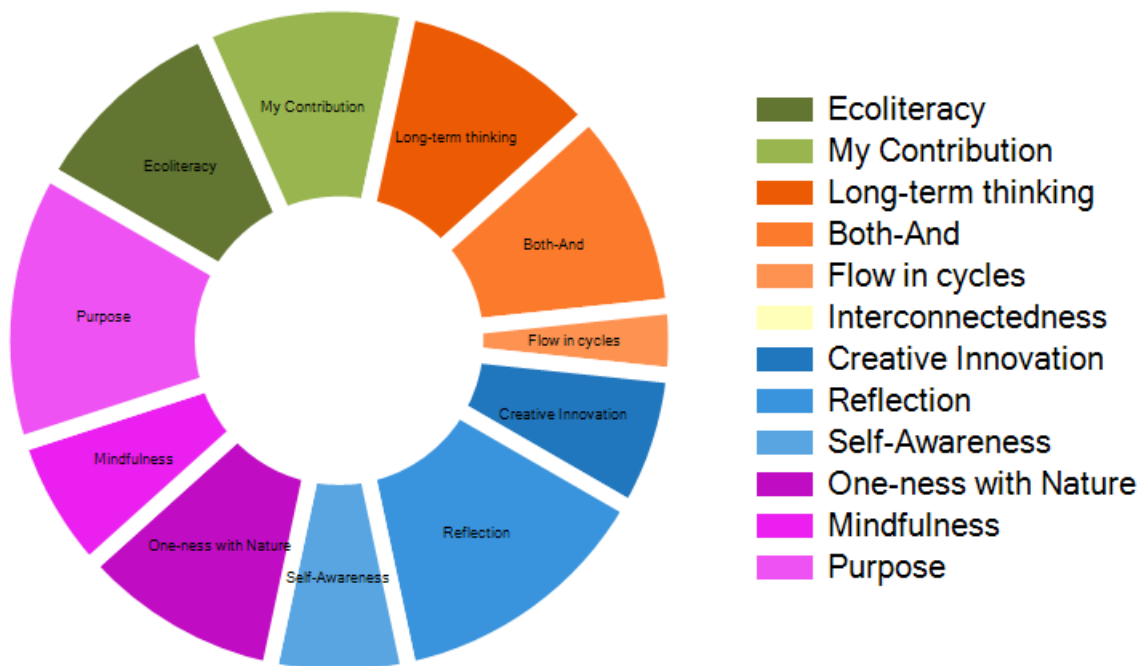 My Contribution
Long-term thinking
Ecoliteracy
Both-And
Purpose
Flow in cycles
Creative Innovation
Mindfulness
Reflection
One-ness with Nature
Self-Awareness
Ecoliteracy
My Contribution
Long-term thinking
Both-And
Flow in cycles
Interconnectedness
Creative Innovation
Reflection
Self-Awareness
One-ness with Nature
Mindfulness
Purpose